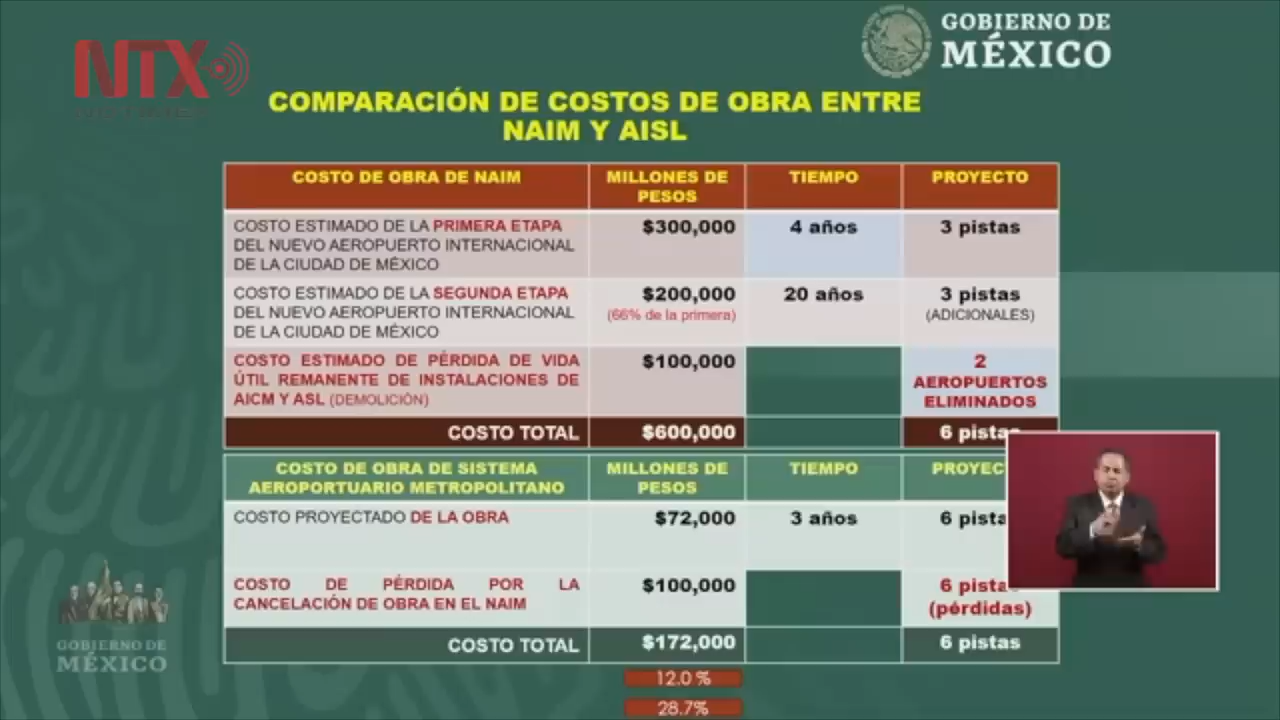 GOBIERNO DE
MÉXICO
NTX
COMPARACIÓN DE COSTOS DE OBRA ENTRE
NAIM Y AISL
COSTO DE OBRA DE NAIM
MILLONES DE
PESOS
TIEMPO
PROYECTO
COSTO ESTIMADO DE LA PRIMERA ETAPA
DEL NUEVO AEROPUERTO INTERNACIONAL
DE LA CIUDAD DE MÉXICO
$300,000
4 años
3 pistas
COSTO ESTIMADO DE LA SEGUNDA ETAPA
DEL NUEVO AEROPUERTO INTERNACIONAL
DE LA CIUDAD DE MÉXICO
$200,000
(66% de la primera)
20 años
3 pistas
(ADICIONALES)
COSTO ESTIMADO DE PÉRDIDA DE VIDA
ÚTIL REMANENTE DE INSTALACIONES DE
AICM Y ASL (DEMOLICIÓN)
$100,000
2
AEROPUERTOS
ELIMINADOS
COSTO TOTAL
$600,000
6 pistas
COSTO DE OBRA DE SISTEMA
AEROPORTUARIO METROPOLITANO
MILLONES DE
PESOS
TIEMPO
PROYEC
COSTO PROYECTADO DE LA OBRA
$72,000
3 años
6 pista
COSTO DE PÉRDIDA POR LA
CANCELACIÓN DE OBRA EN EL NAIM
$100,000
6 pista
(pérdidas)
COSTO TOTAL
$172,000
6 pistas
12.0 %
28.7%
GOBIERNO DE
MÉXICO